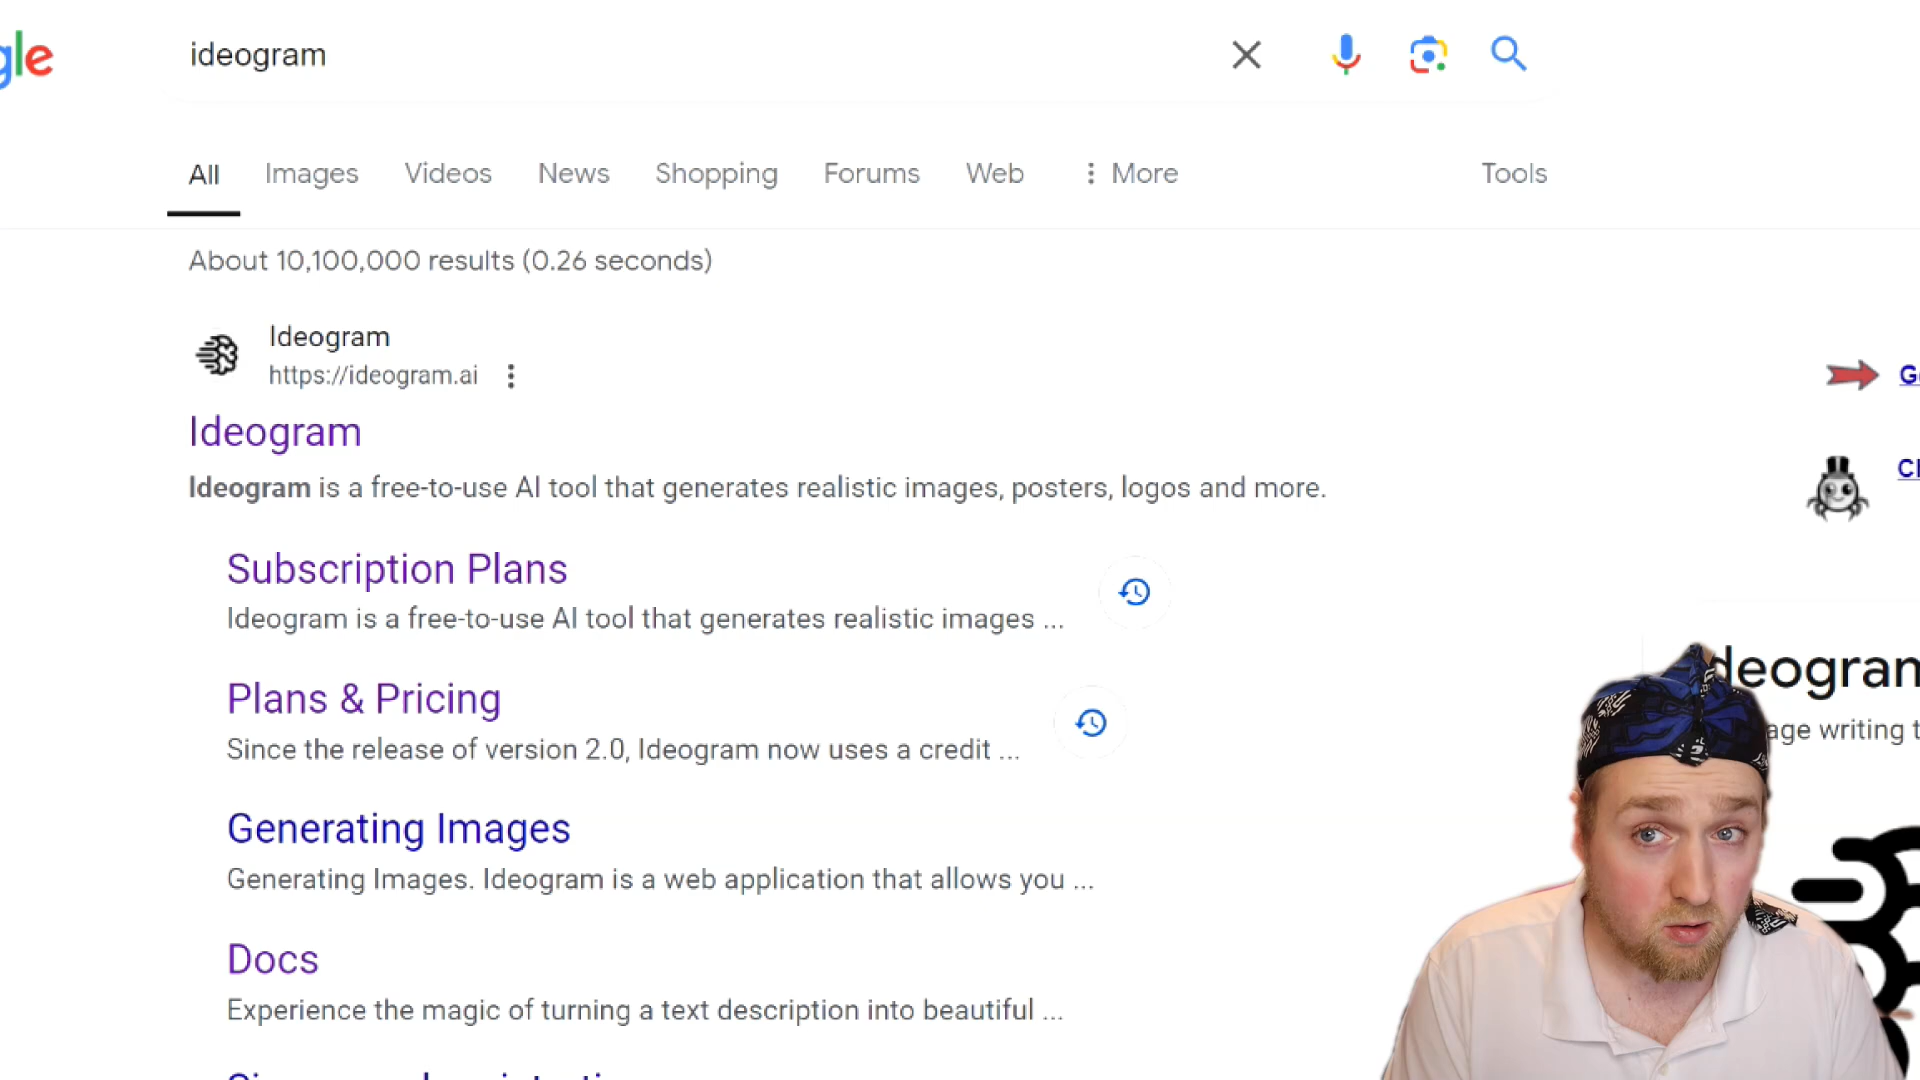 gle
ideogram
All Images Videos News Shopping Forums Web More Tools
About 10,100,000 results (0.26 seconds)
Ideogram
https://ideogram.ai
Ideogram
Ideogram is a free-to-use AI tool that generates realistic images, posters, logos and more.
Subscription Plans
Ideogram is a free-to-use AI tool that generates realistic images ...
Plans & Pricing
Since the release of version 2.0, Ideogram now uses a credit ...
Generating Images
Generating Images. Ideogram is a web application that allows you ...
Docs
Experience the magic of turning a text description into beautiful ...
deogram
age writing